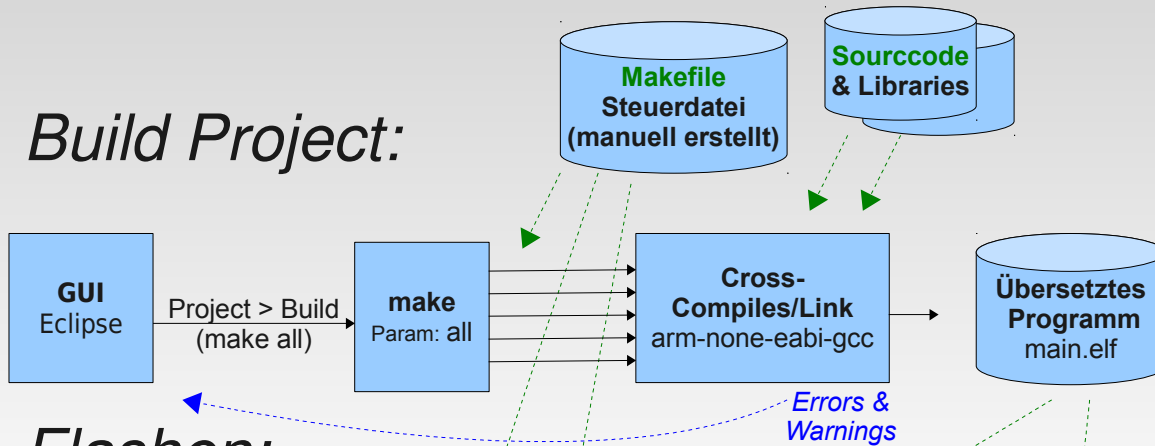 Build Project:
Makefile
Steuerdatei
(manuell erstellt)
Sourccode
& Libraries
GUI
Eclipse
Project > Build
(make all)
make
Param: all
Cross-
Compiles/Link
arm-none-eabi-gcc
Übersetztes
Programm
main.elf
Errors &
Warnings
Flashen: